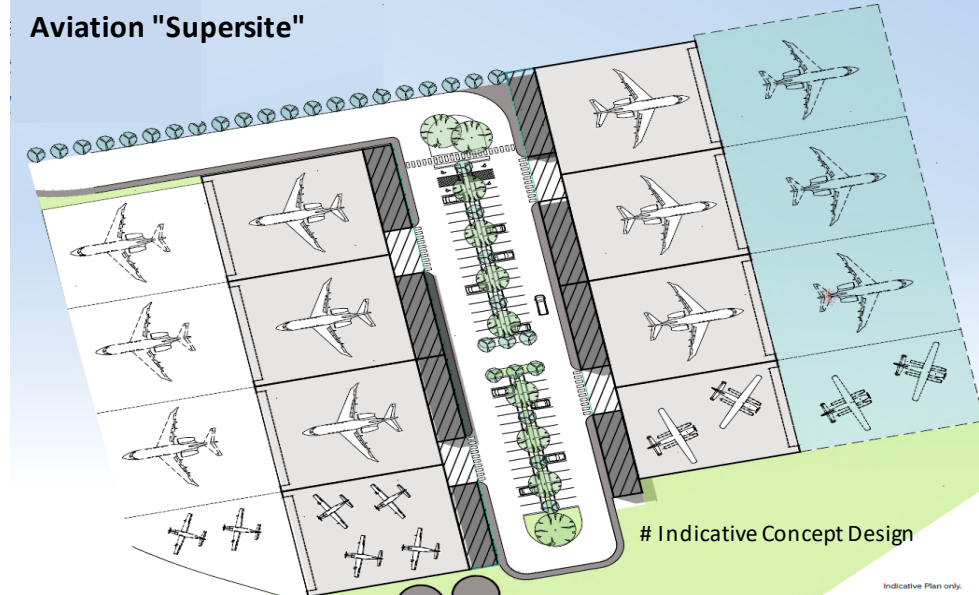 Aviation "Supersite"
# Indicative Concept Design
Indicative Plan only.